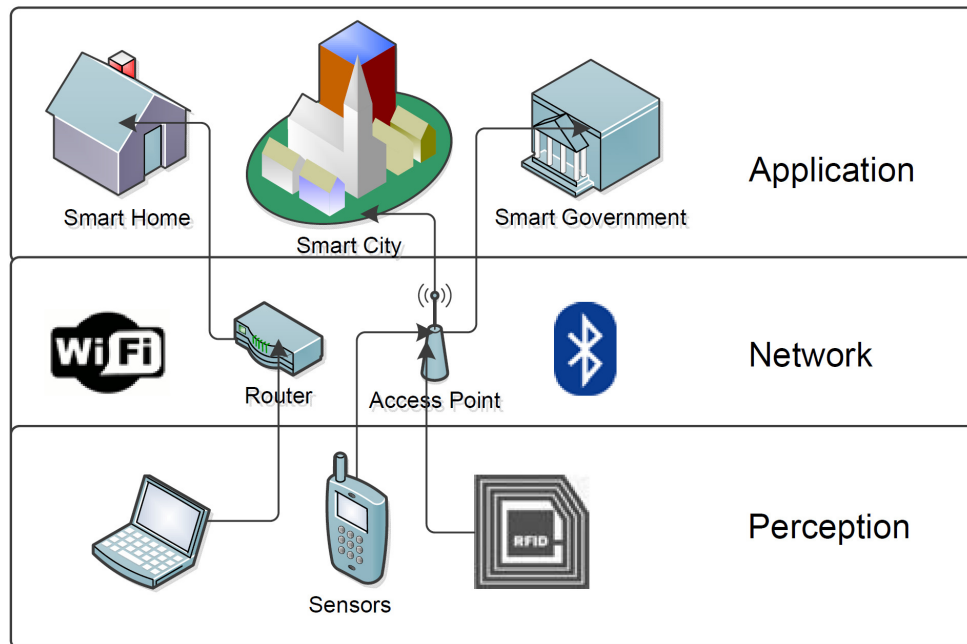 Smart Home
Smart City
Smart Government
Application
WiFi
Router
Access Point
Network
RFID
Sensors
Perception